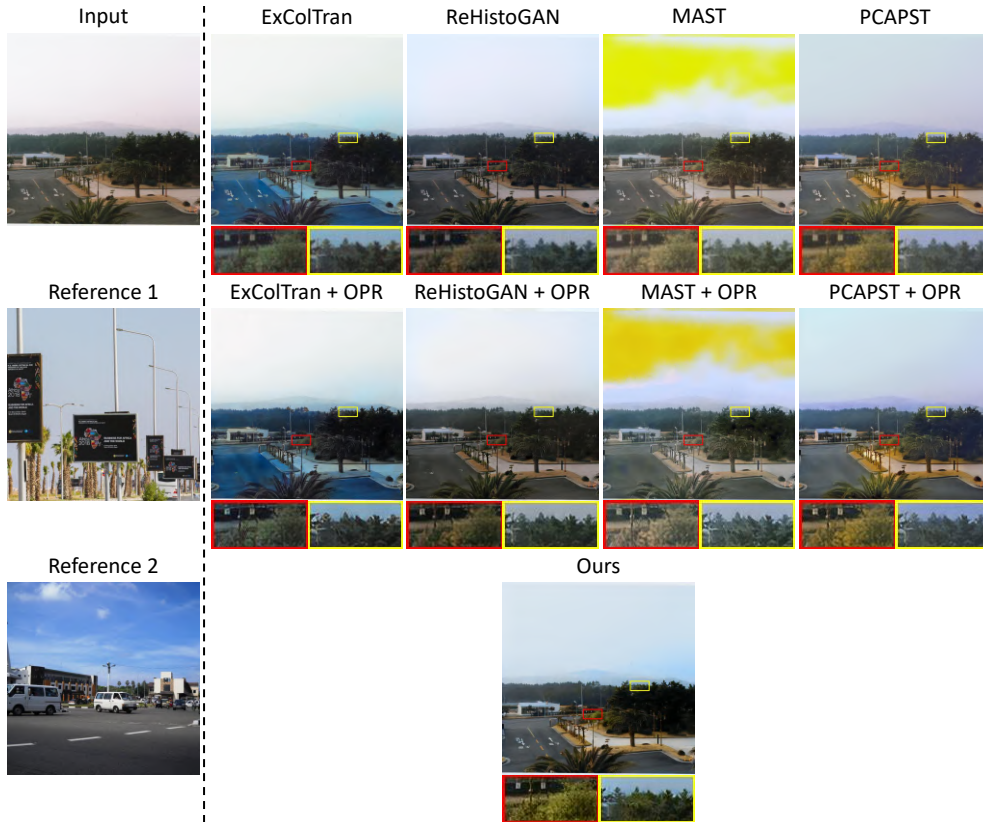 Input
ExColTran
ReHistoGAN
MAST
PCAPST
Reference 1
ExColTran + OPR
ReHistoGAN + OPR
MAST + OPR
PCAPST + OPR
Reference 2
Ours